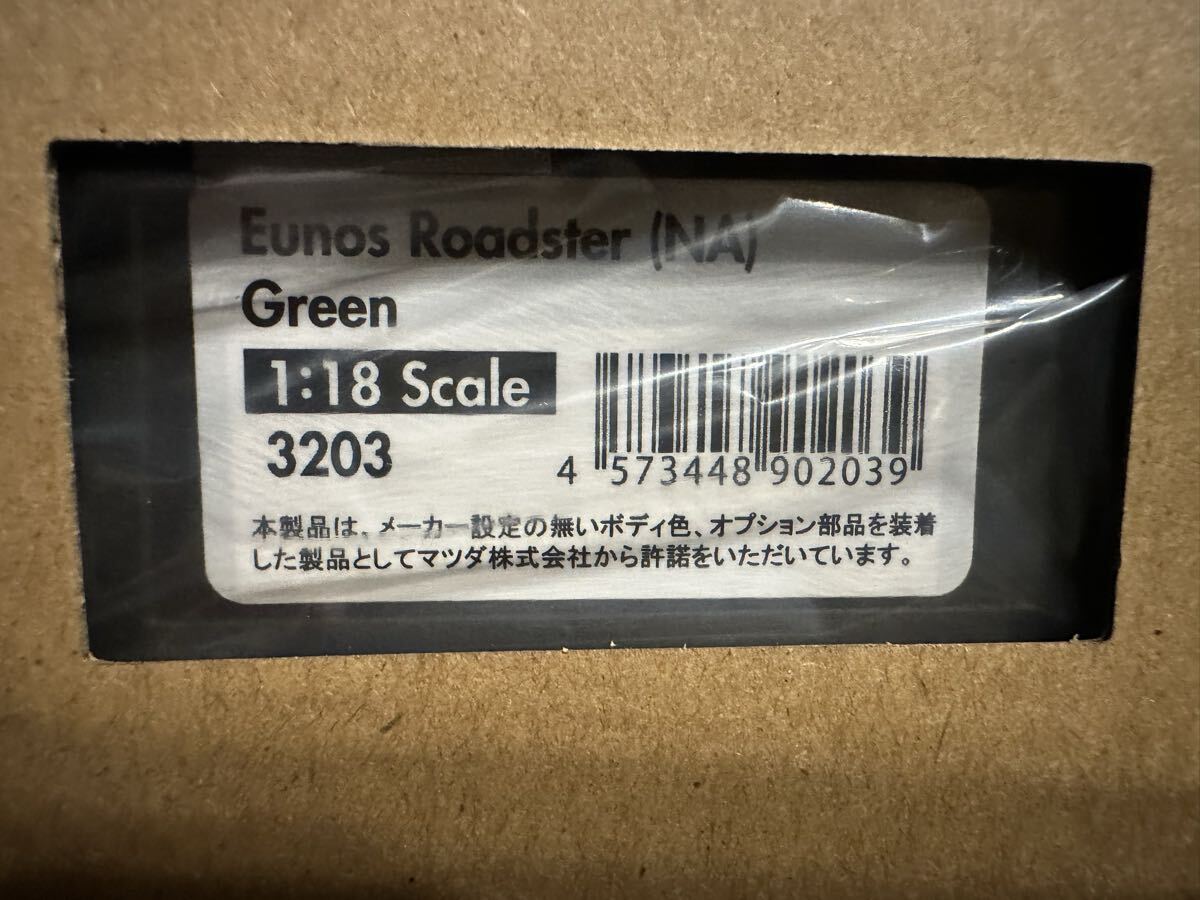 Eunos Roadster (NA)
Green
1:18 Scale
3203
4 573448 902039
本製品は、メーカー設定の無いボディ色、オプション部品を装着
した製品としてマツダ株式会社から許諾をいただいています。